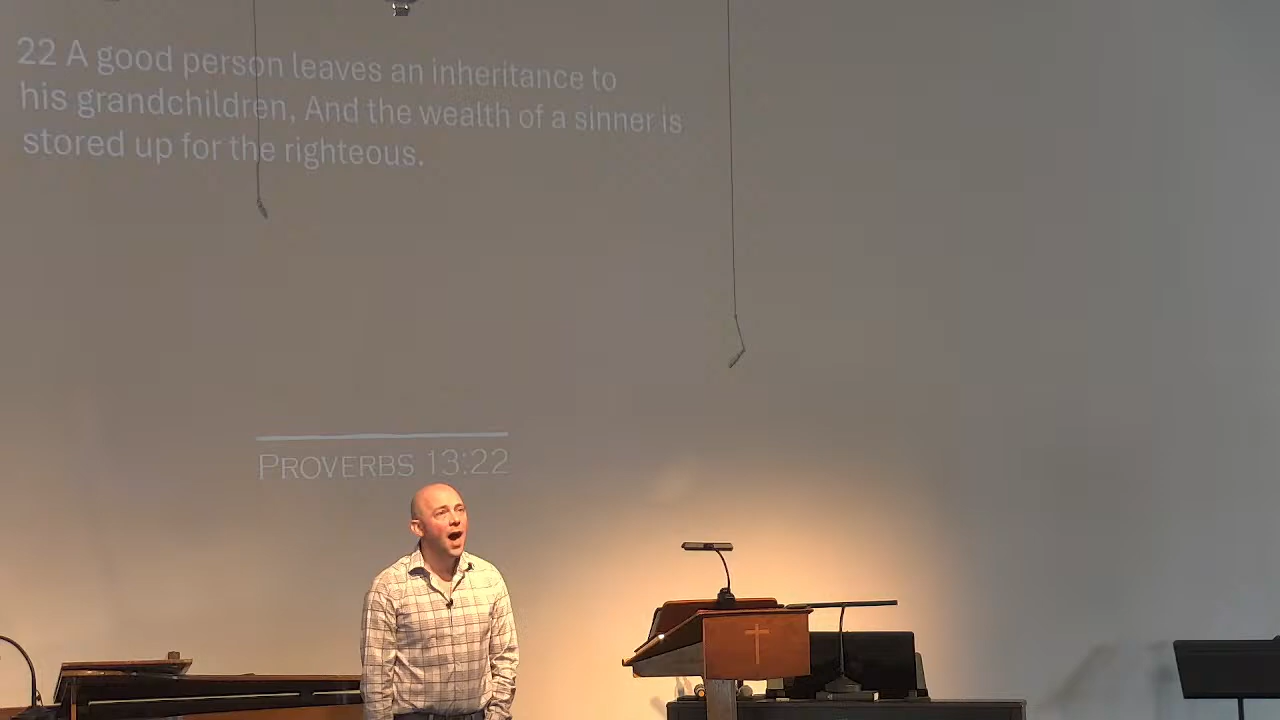 22 A good person leaves an inheritance to
his grandchildren, And the wealth of a sinner is
stored up for the righteous.
PROVERBS 13:22